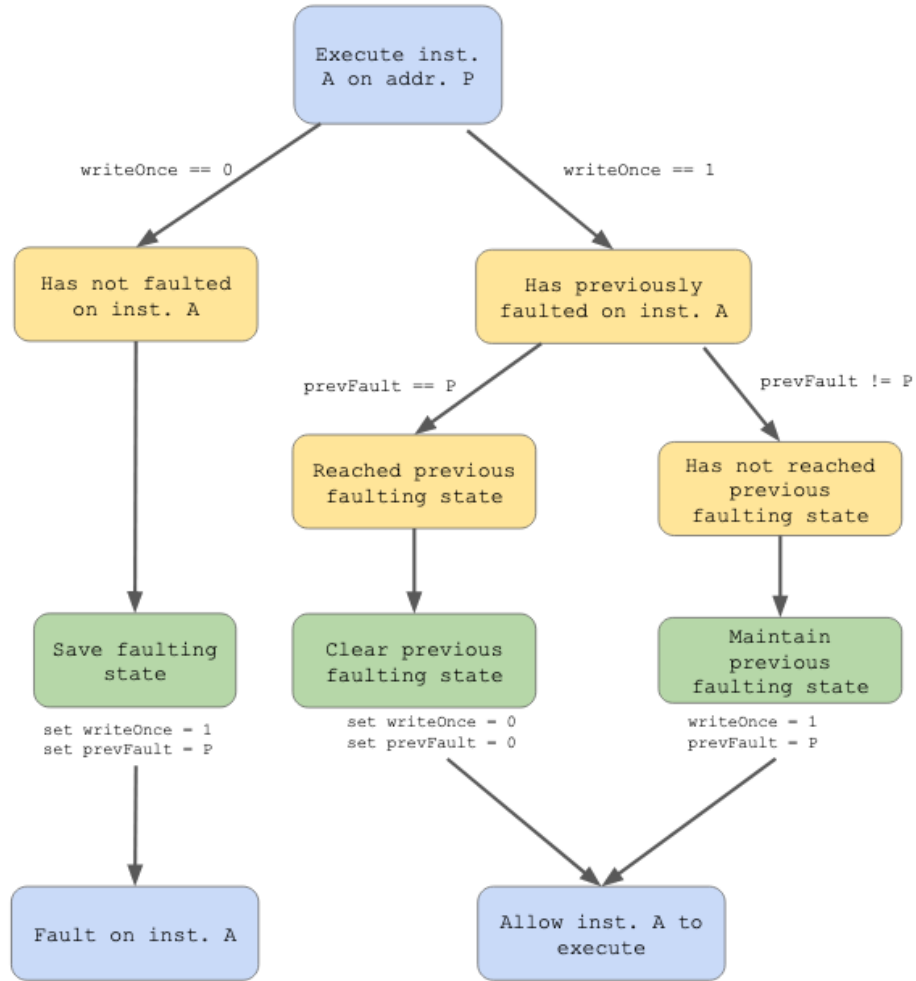 Execute inst.
A on addr. P
writeOnce == 0
writeOnce == 1
Has not faulted
on inst. A
Has previously
faulted on inst. A
prevFault == P
prevFault != P
Reached previous
faulting state
Has not reached
previous
faulting state
Save faulting
state
Clear previous
faulting state
Maintain
previous
faulting state
set writeOnce = 1
set prevFault = P
set writeOnce = 0
set prevFault = 0
writeOnce = 1
prevFault = P
Fault on inst. A
Allow inst. A to
execute